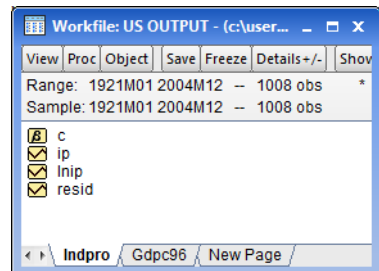 Workfile: US OUTPUT - (c:\user...
View Proc Object Save Freeze Details+/- Show
Range: 1921M01 2004M12 -- 1008 obs *
Sample: 1921M01 2004M12 -- 1008 obs
β c
ip
lnip
resid
Indpro Gdpc96 New Page